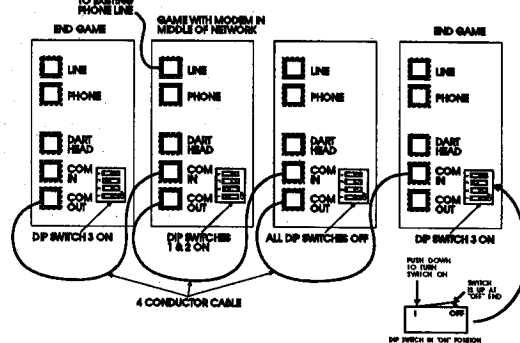 TO EXISTING
PHONE LINE
END GAME
GAME WITH MODEM IN
MIDDLE OF NETWORK
END GAME
LINE
PHONE
DART
HEAD
COM
IN
COM
OUT
LINE
PHONE
DART
HEAD
COM
IN
COM
OUT
LINE
PHONE
DART
HEAD
COM
IN
COM
OUT
LINE
PHONE
DART
HEAD
COM
IN
COM
OUT
DIP SWITCH 3 ON
DIP SWITCHES
1 & 2 ON
ALL DIP SWITCHES OFF
DIP SWITCH 3 ON
4 CONDUCTOR CABLE
PUSH DOWN
TO TURN
SWITCH ON
SWITCH
IS UP AT
"OFF" END
1 OFF
DIP SWITCH IN "ON" POSITION